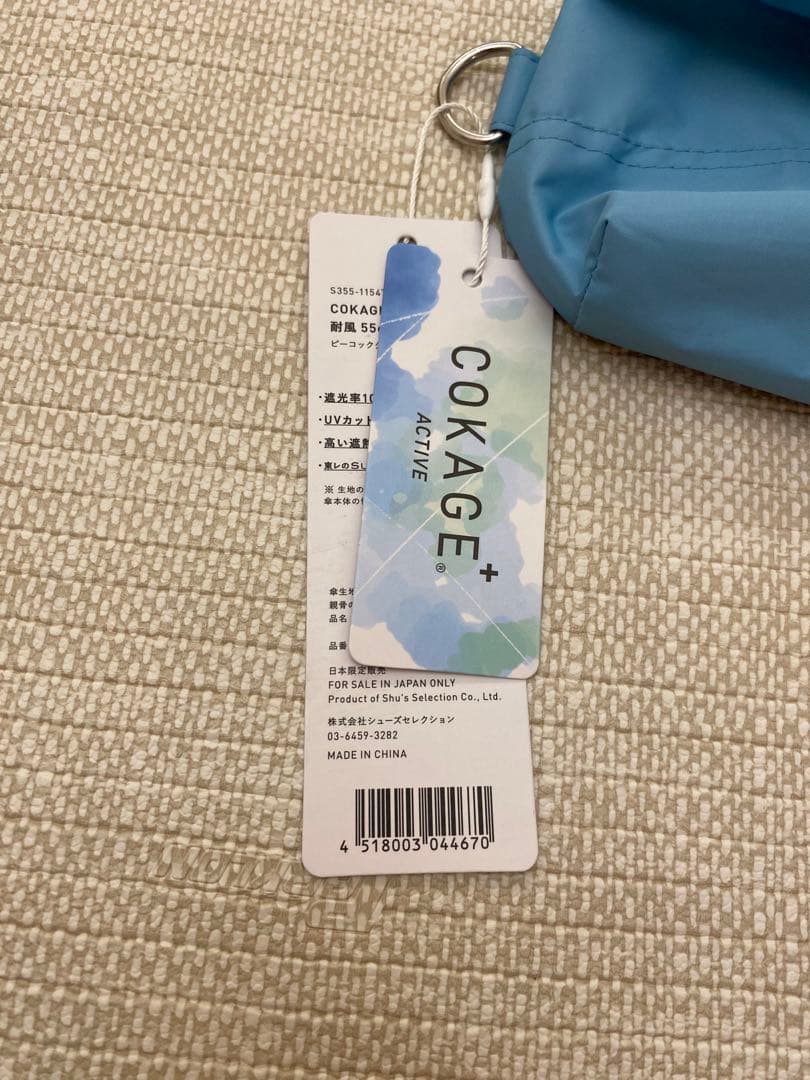 S355-1154
COKAGE
耐風 55
ピーコック
・遮光率10
・UVカット
・高い遮熱
・東レのSU
※ 生地の
傘本体の
傘生地
親骨の
品名
品番
日本限定販売
FOR SALE IN JAPAN ONLY
Product of Shu's Selection Co., Ltd.
株式会社シューズセレクション
03-6459-3282
MADE IN CHINA
4 518003 044670
COKAGE+
®
ACTIVE